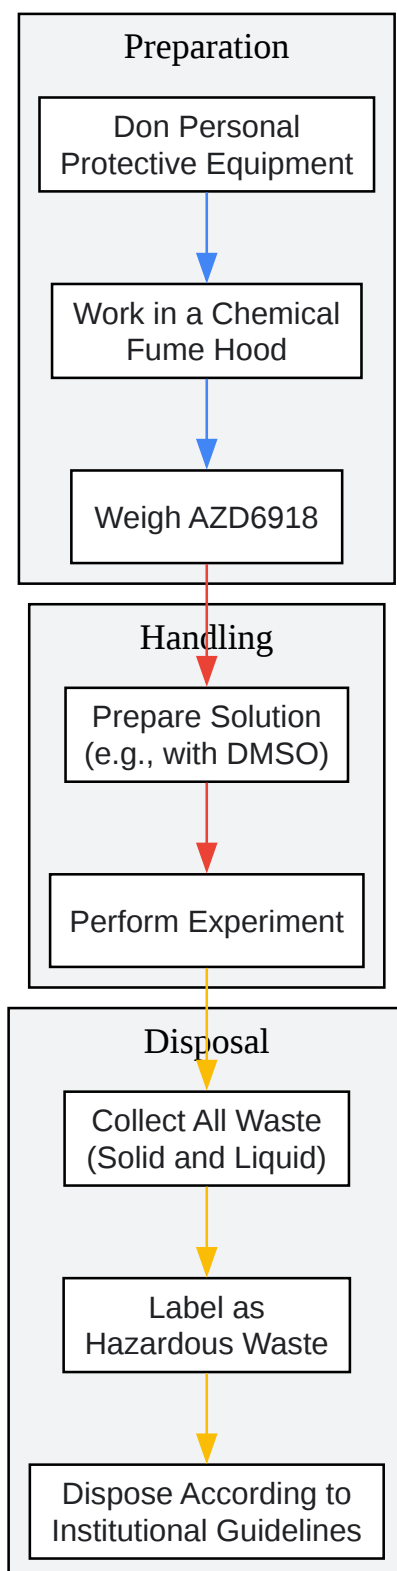 Preparation
Don Personal
Protective Equipment
Work in a Chemical
Fume Hood
Weigh AZD6918
Handling
Prepare Solution
(e.g., with DMSO)
Perform Experiment
Disposal
Collect All Waste
(Solid and Liquid)
Label as
Hazardous Waste
Dispose According to
Institutional Guidelines